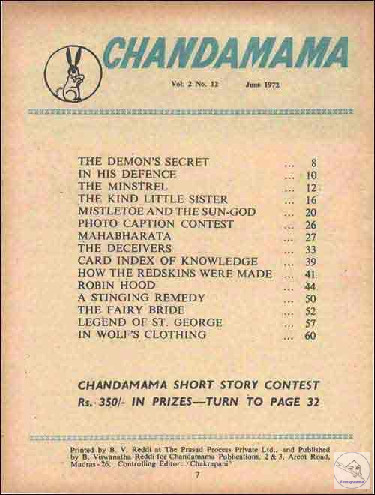 CHANDAMAMA
Vol: 2 No. 12 June 1972
THE DEMON'S SECRET ... 8
IN HIS DEFENCE ... 10
THE MINSTREL ... 12
THE KIND LITTLE SISTER ... 16
MISTLETOE AND THE SUN-GOD ... 20
PHOTO CAPTION CONTEST ... 26
MAHABHARATA ... 27
THE DECEIVERS ... 33
CARD INDEX OF KNOWLEDGE ... 39
HOW THE REDSKINS WERE MADE ... 41
ROBIN HOOD ... 44
A STINGING REMEDY ... 50
THE FAIRY BRIDE ... 52
LEGEND OF ST. GEORGE ... 57
IN WOLF'S CLOTHING ... 60
CHANDAMAMA SHORT STORY CONTEST
Rs. 350/- IN PRIZES—TURN TO PAGE 32
Printed by B. V. Reddi at The Prasad Process Private Ltd., and Published
by B. Viswanatha Reddi for Chandamama Publications, 2 & 3, Arcot Road,
Madras-26. Controlling Editor: 'Chakrapani'
7